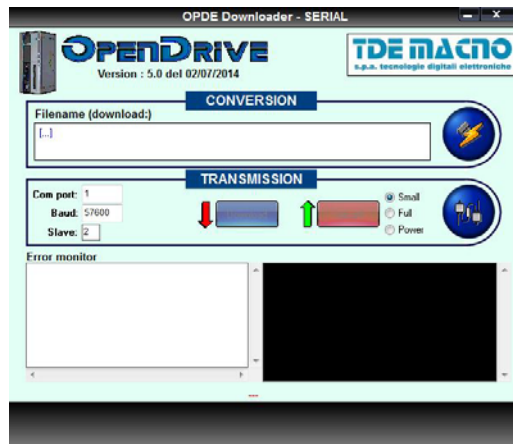 OPDE Downloader - SERIAL
OPENDRIVE
Version : 5.0 del 02/07/2014
TDE MACNO
s.p.a. tecnologie digitali elettroniche
CONVERSION
Filename (download:)
[...]
TRANSMISSION
Com port: 1
Baud: 57600
Slave: 2
Small
Full
Power
Error monitor
---